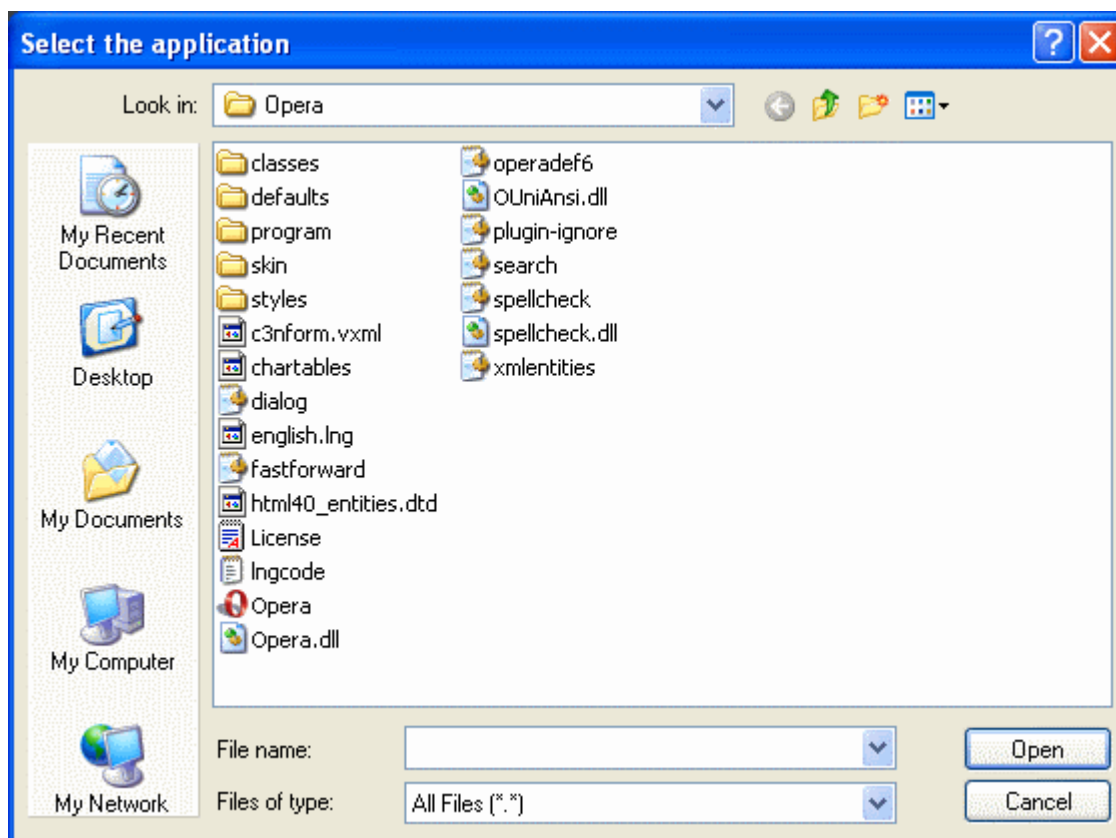 Select the application
Look in: Opera
My Recent
Documents
Desktop
My Documents
My Computer
My Network
classes
defaults
program
skin
styles
c3nform.vxml
chartables
dialog
english.lng
fastforward
html40_entities.dtd
License
lngcode
Opera
Opera.dll
operadef6
OUniAnsi.dll
plugin-ignore
search
spellcheck
spellcheck.dll
xmlentities
File name:
Open
Files of type: All Files (*.*)
Cancel